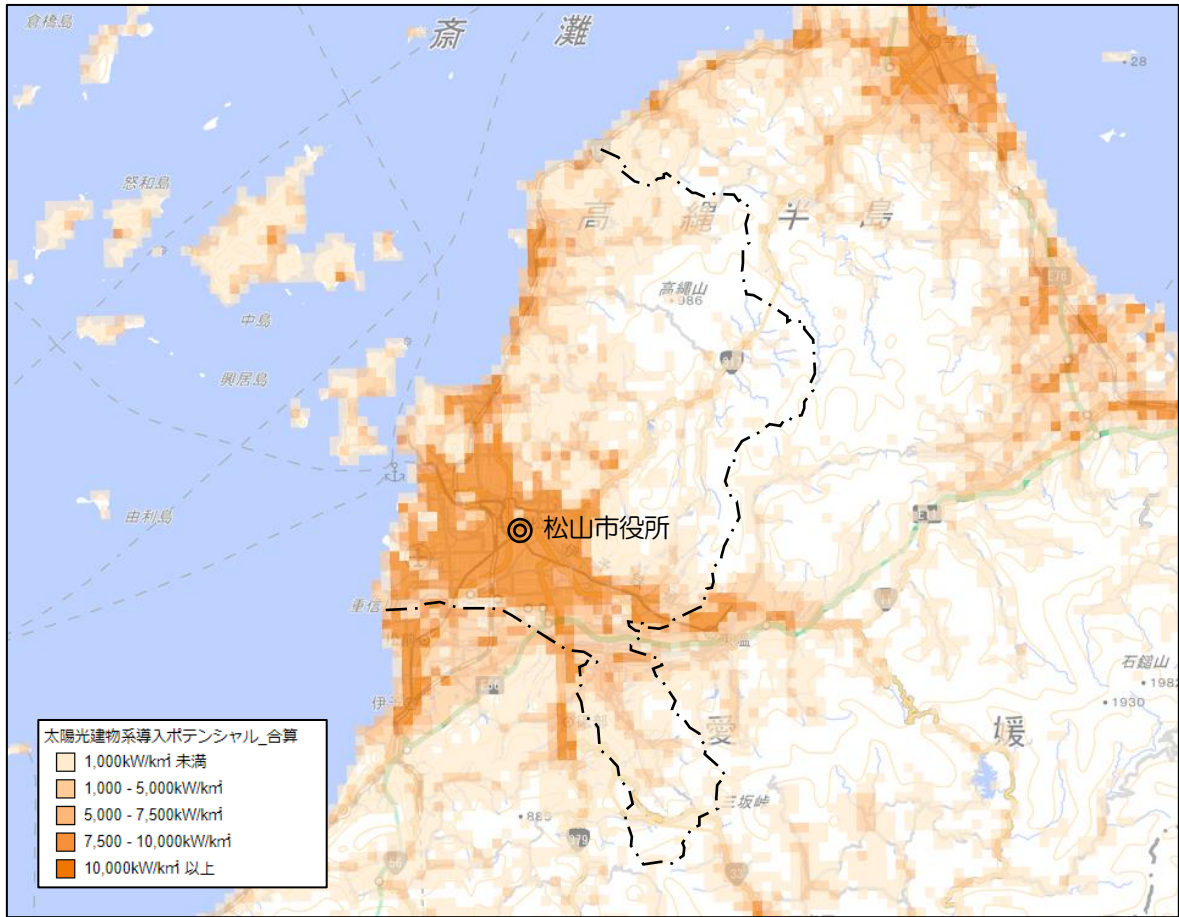 倉橋島
斎灘
28
怒和島
高縄半島
高縄山
986
中島
興居島
由利島
松山市役所
重信
石鎚山
1982
1930
愛媛
三坂峠
66
379
33
E76
太陽光建物系導入ポテンシャル_合算
1,000kW/k㎡ 未満
1,000 - 5,000kW/k㎡
5,000 - 7,500kW/k㎡
7,500 - 10,000kW/k㎡
10,000kW/k㎡ 以上